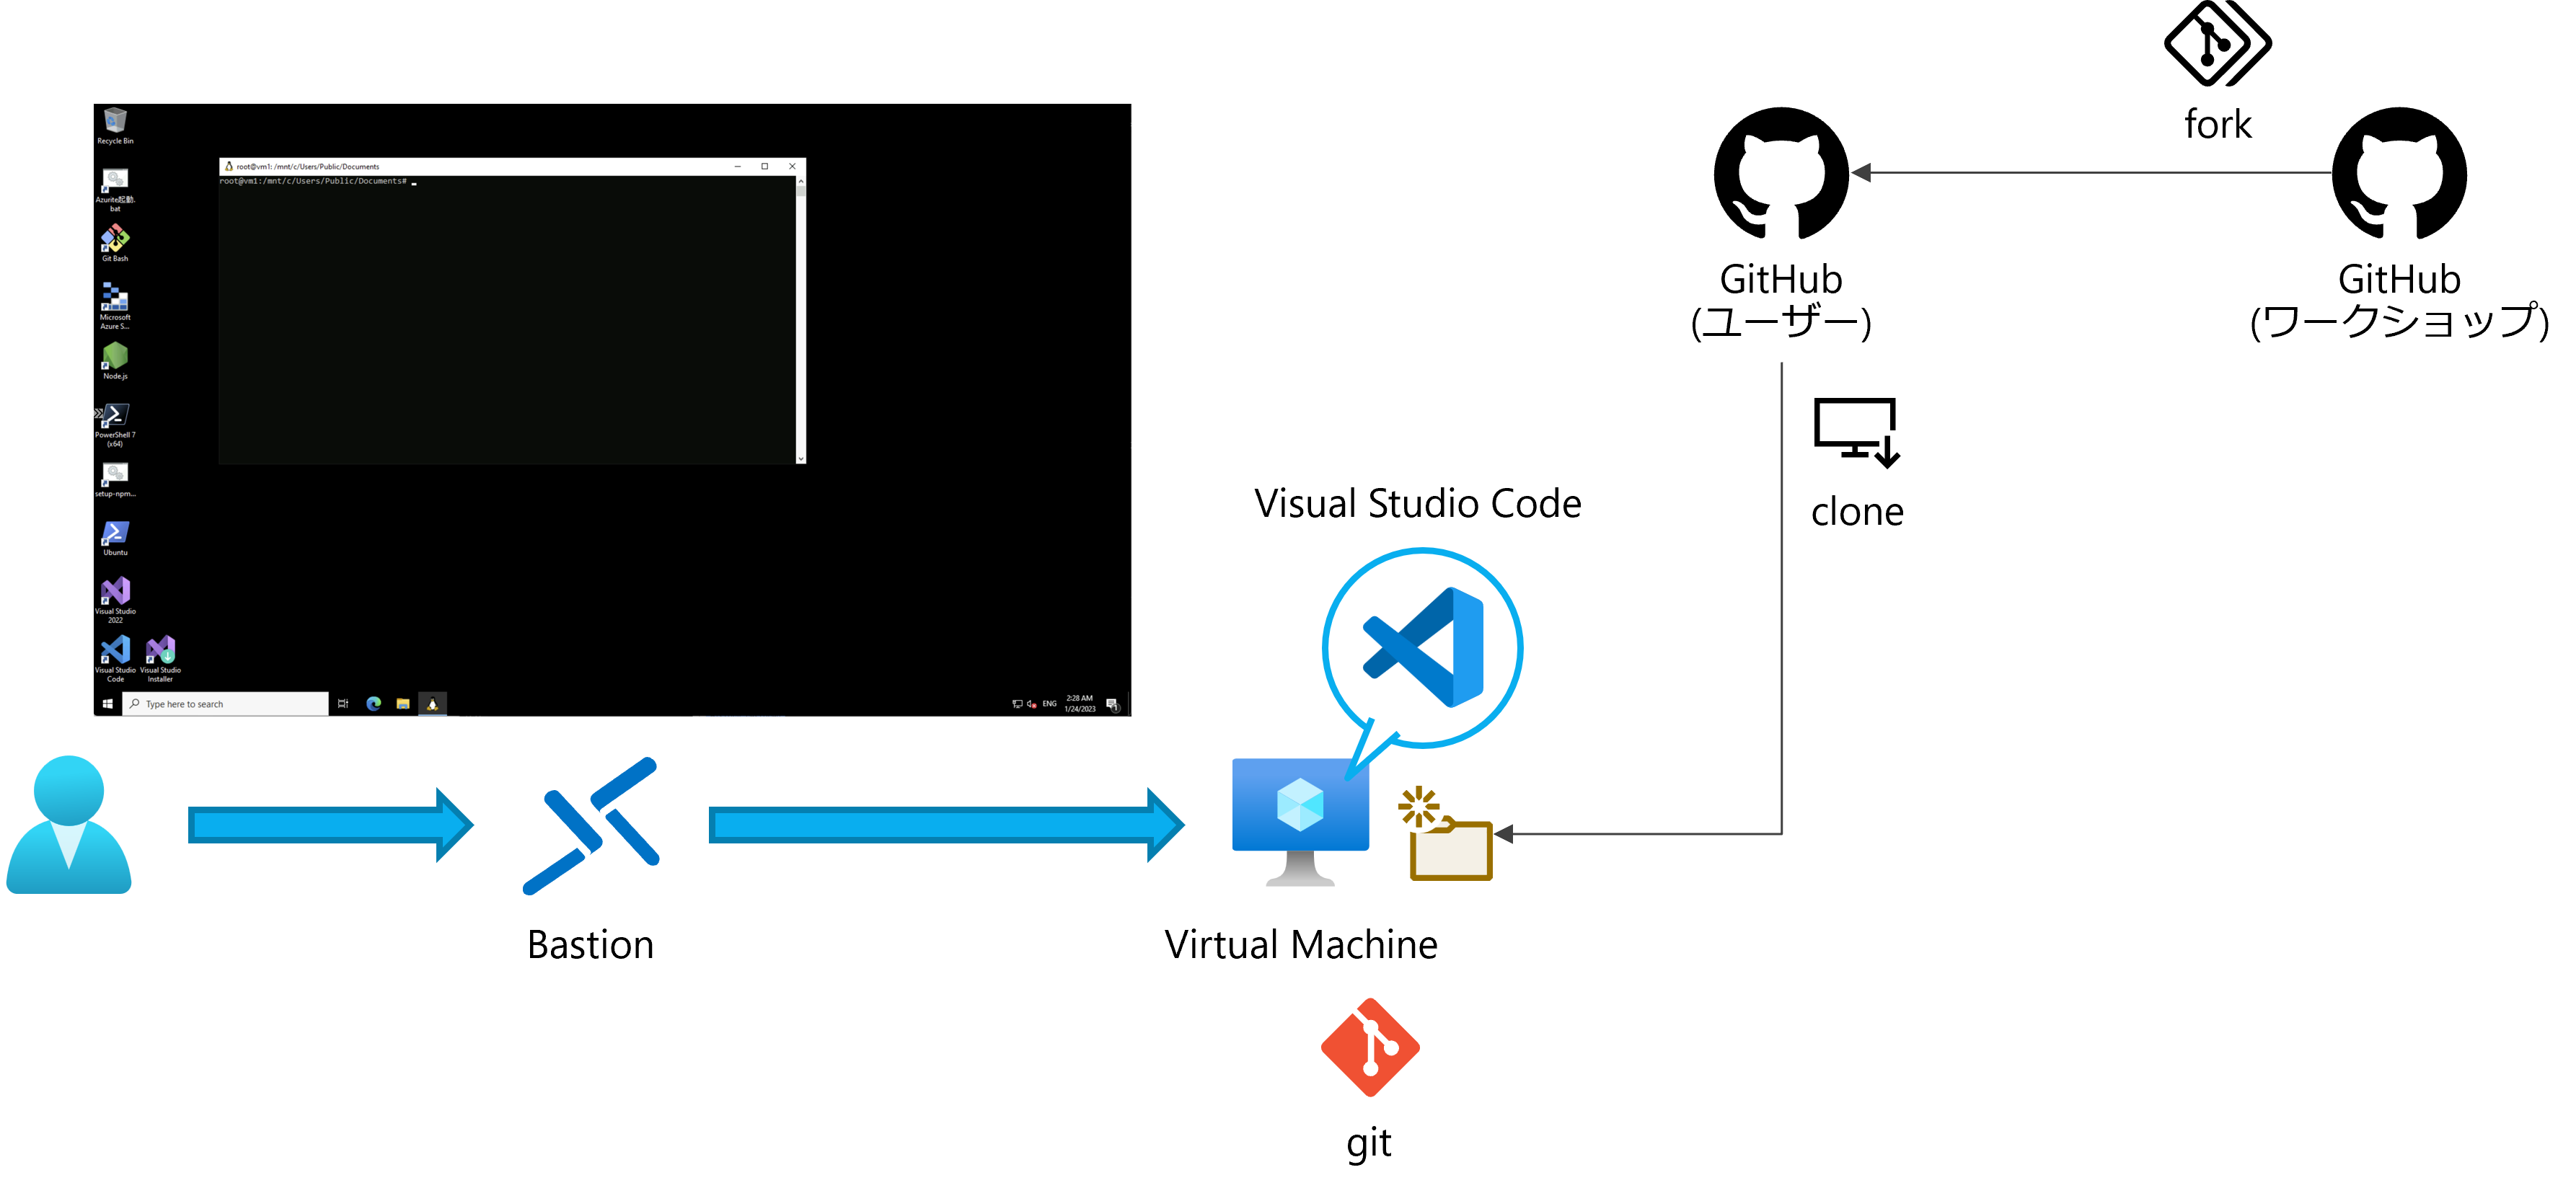 Recycle Bin
Azurite起動.
bat
Git Bash
Microsoft
Azure S...
Node.js
PowerShell 7
(x64)
setup-npm...
Ubuntu
Visual Studio
2022
Visual Studio
Code
Visual Studio
Installer
root@vm1: /mnt/c/Users/Public/Documents
root@vm1:/mnt/c/Users/Public/Documents#
Type here to search
ENG
2:28 AM
1/24/2023
1
fork
GitHub
(ユーザー)
GitHub
(ワークショップ)
clone
Visual Studio Code
Bastion
Virtual Machine
git